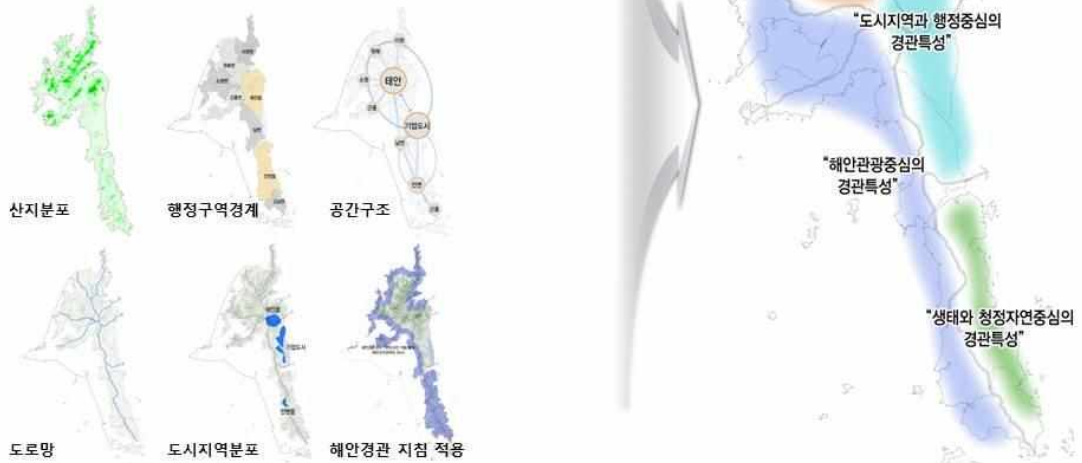 태안
기업도시
산지분포
행정구역경계
공간구조
기업도시
도로망
도시지역분포
해안경관 지침 적용
"도시지역과 행정중심의
경관특성"
"해안관광중심의
경관특성"
"생태와 청정자연중심의
경관특성"